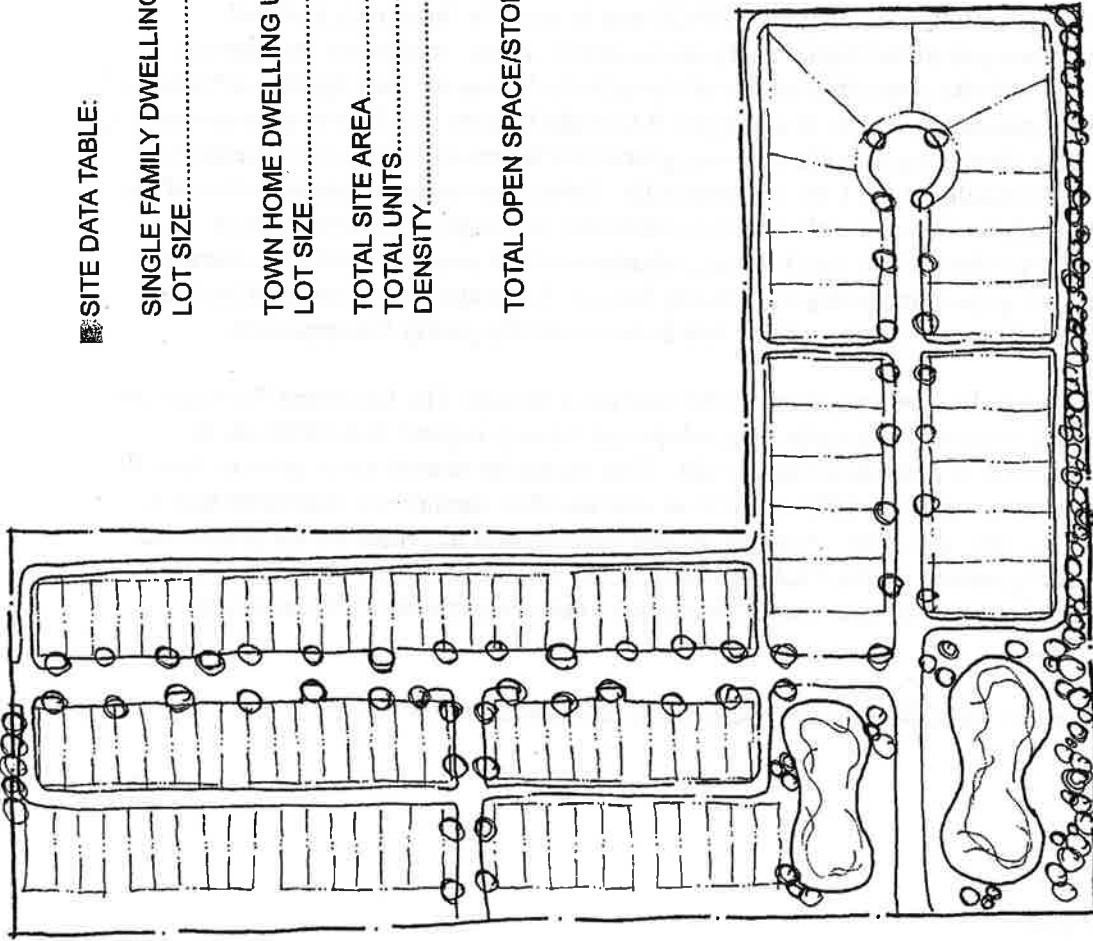 SITE DATA TABLE:
SINGLE FAMILY DWELLING
LOT SIZE..............................
TOWN HOME DWELLING U
LOT SIZE..............................
TOTAL SITE AREA....................
TOTAL UNITS........................
DENSITY..............................
TOTAL OPEN SPACE/STOR